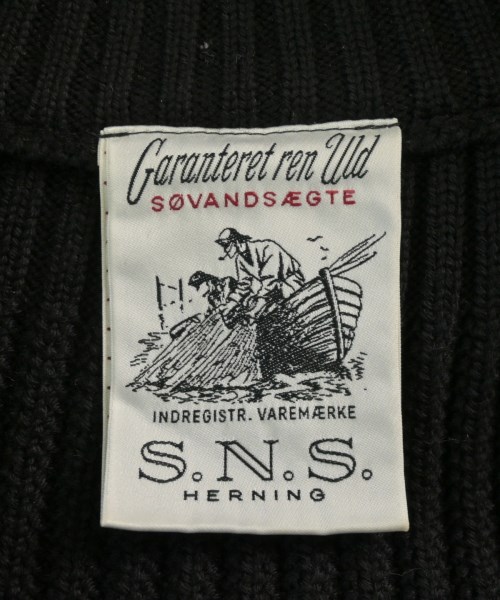 Garanteret ren Uld
SØVANDSÆGTE
INDREGISTR. VAREMÆRKE
S.N.S.
HERNING